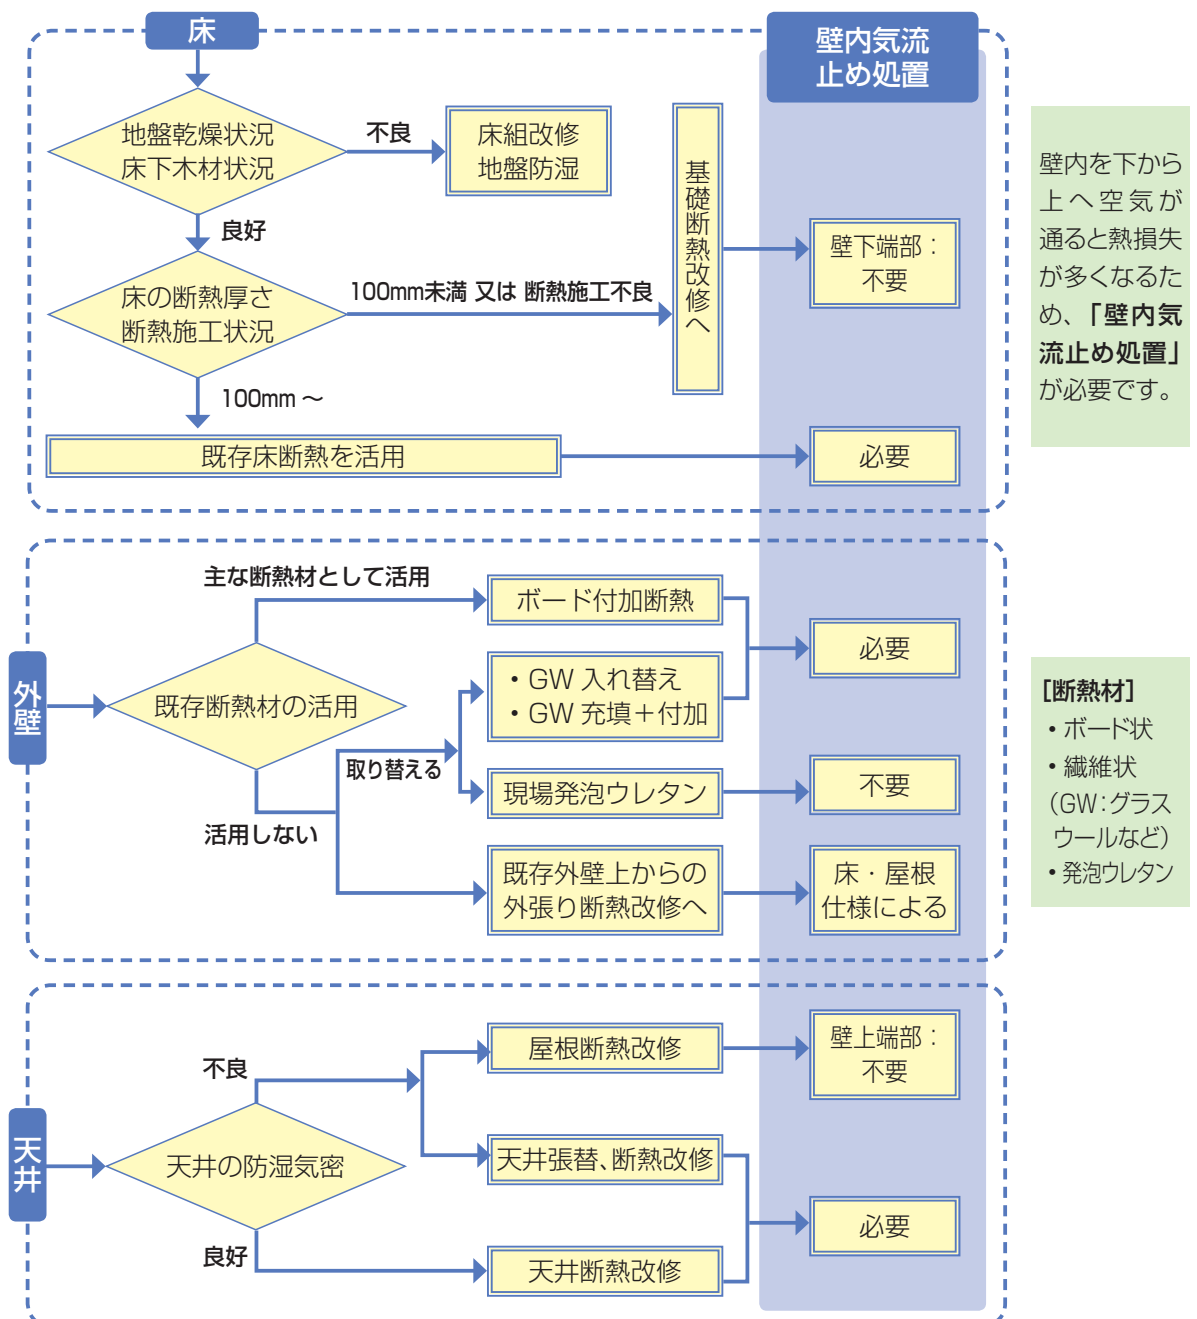 床
壁内気流
止め処置
地盤乾燥状況
床下木材状況
不良
床組改修
地盤防湿
良好
床の断熱厚さ
断熱施工状況
100mm未満 又は 断熱施工不良
基礎断熱改修へ
壁下端部：
不要
100mm ～
既存床断熱を活用
必要
壁内を下から
上へ空気が
通ると熱損失
が多くなるた
め、「壁内気
流止め処置」
が必要です。
外壁
主な断熱材として活用
既存断熱材の活用
ボード付加断熱
必要
・GW 入れ替え
・GW 充填＋付加
取り替える
現場発泡ウレタン
不要
活用しない
既存外壁上からの
外張り断熱改修へ
床・屋根
仕様による
［断熱材］
・ボード状
・繊維状
（GW：グラス
ウールなど）
・発泡ウレタン
天井
不良
天井の防湿気密
屋根断熱改修
壁上端部：
不要
天井張替、断熱改修
必要
良好
天井断熱改修